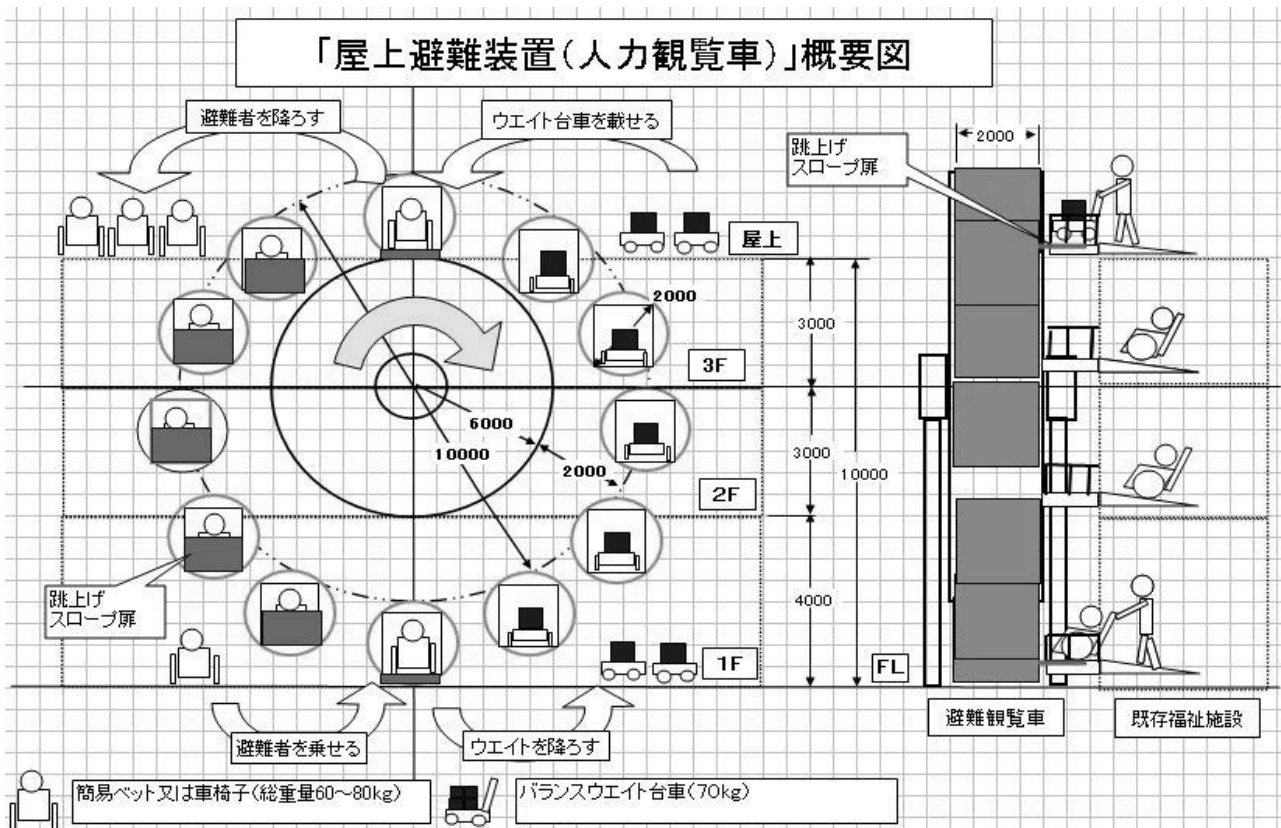 「屋上避難装置(人力観覧車)」概要図
避難者を降ろす
ウエイト台車を載せる
跳上げ
スロープ扉
2000
屋上
2000
3000
3F
6000
10000
2000
3000
10000
2F
跳上げ
スロープ扉
4000
1F
FL
避難者を乗せる
ウエイトを降ろす
避難観覧車
既存福祉施設
簡易ベット又は車椅子(総重量60~80kg)
バランスウエイト台車(70kg)